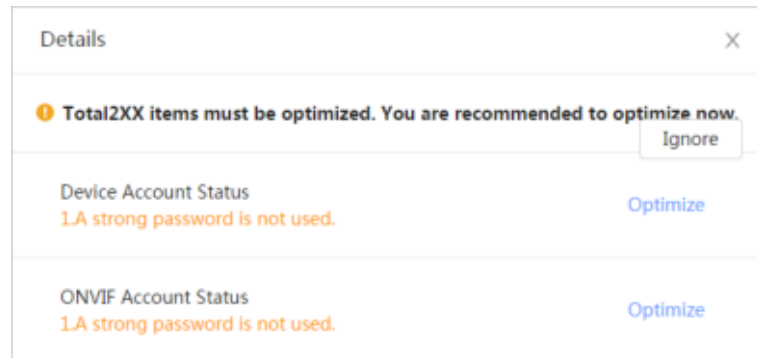 Details
Total2XX items must be optimized. You are recommended to optimize now.
Ignore
Device Account Status
1.A strong password is not used.
Optimize
ONVIF Account Status
1.A strong password is not used.
Optimize